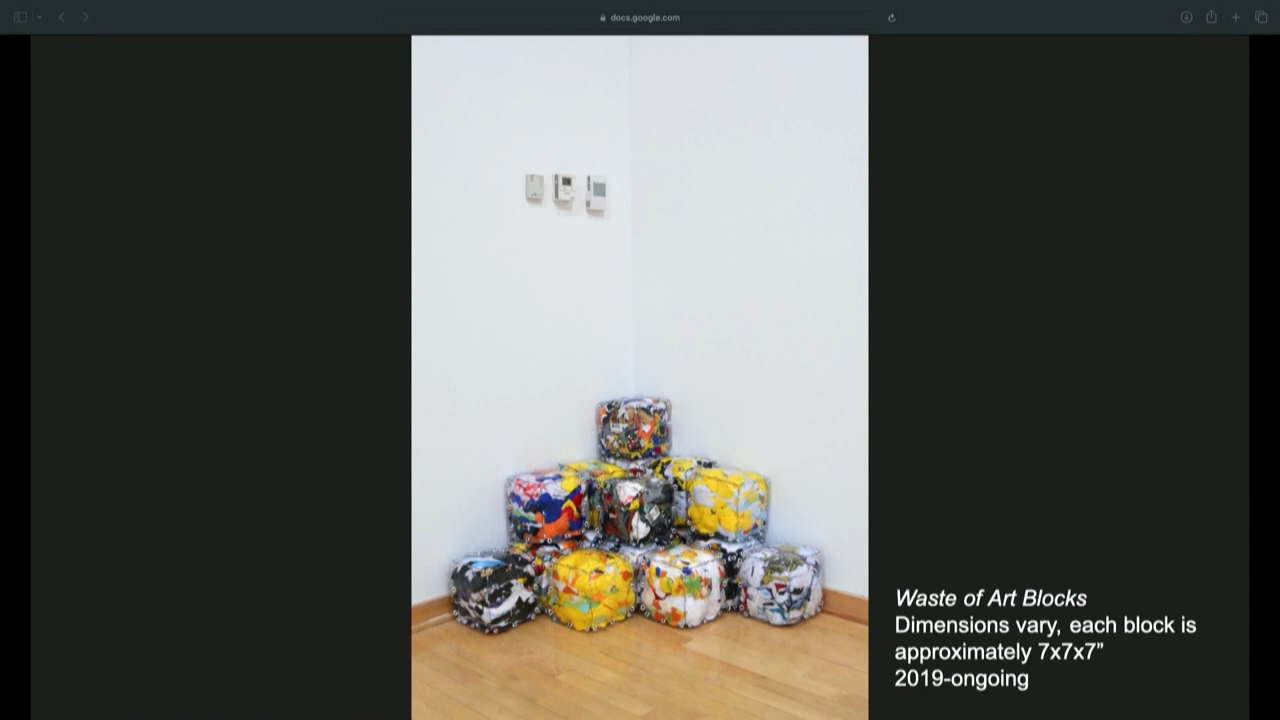 docs.google.com
Waste of Art Blocks
Dimensions vary, each block is
approximately 7x7x7”
2019-ongoing